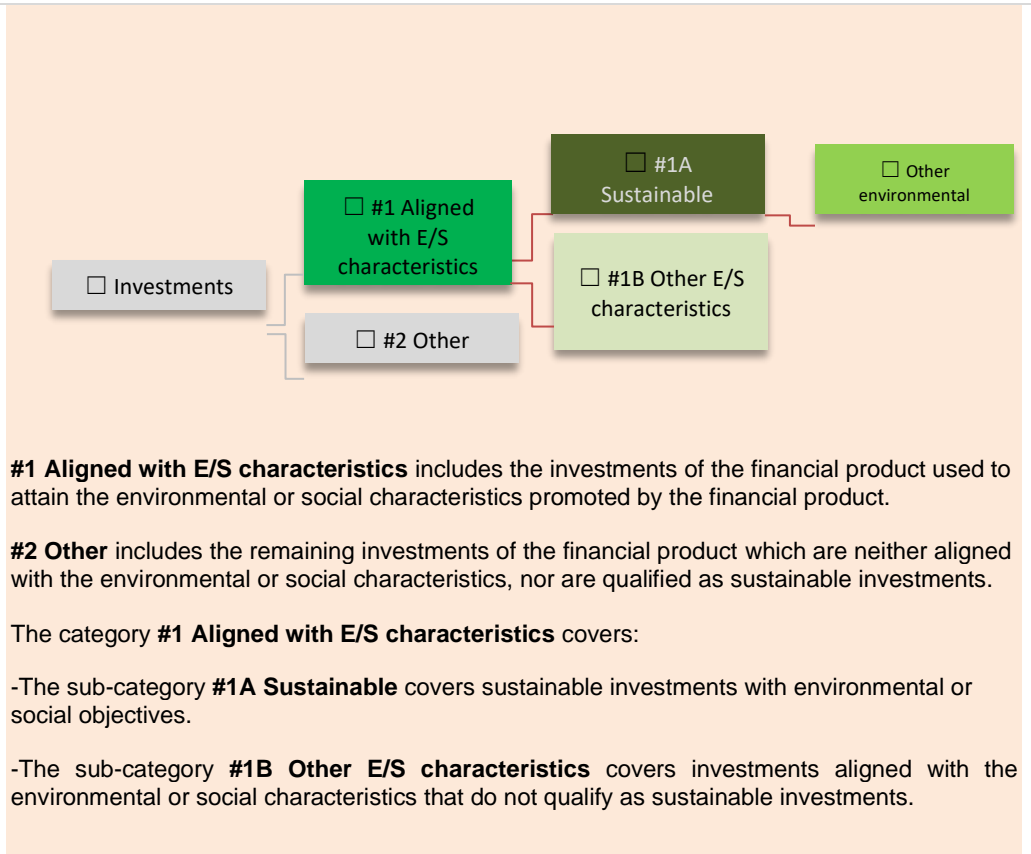 ☐ #1A
Sustainable
☐ Other
environmental
☐ #1 Aligned
with E/S
characteristics
☐ #1B Other E/S
characteristics
☐ Investments
☐ #2 Other
#1 Aligned with E/S characteristics includes the investments of the financial product used to
attain the environmental or social characteristics promoted by the financial product.
#2 Other includes the remaining investments of the financial product which are neither aligned
with the environmental or social characteristics, nor are qualified as sustainable investments.
The category #1 Aligned with E/S characteristics covers:
-The sub-category #1A Sustainable covers sustainable investments with environmental or
social objectives.
-The sub-category #1B Other E/S characteristics covers investments aligned with the
environmental or social characteristics that do not qualify as sustainable investments.